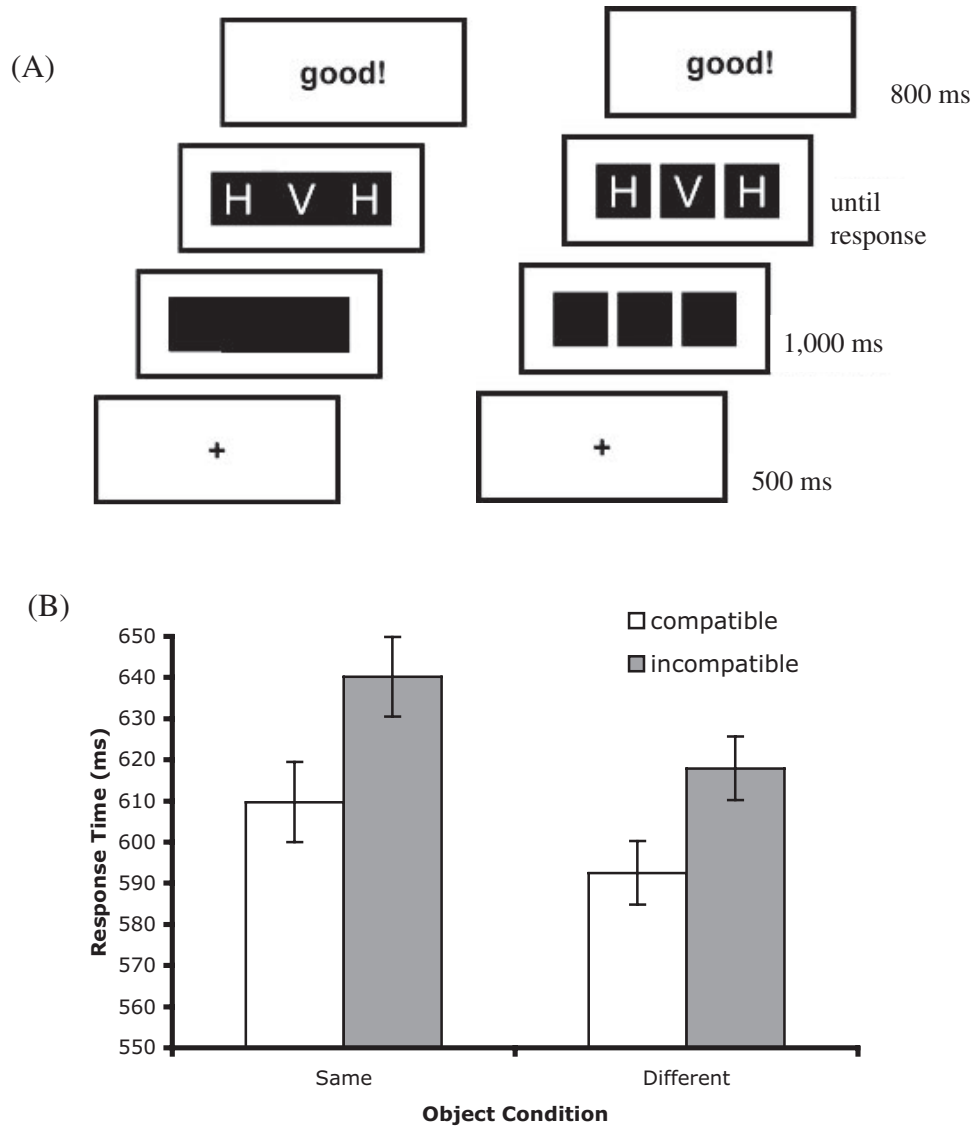 (A)
good!
good!
800 ms
H V H
H V H
until
response
1,000 ms
+
+
500 ms
(B)
compatible
incompatible
650
640
630
620
610
600
590
580
570
560
550
Response Time (ms)
Same
Different
Object Condition